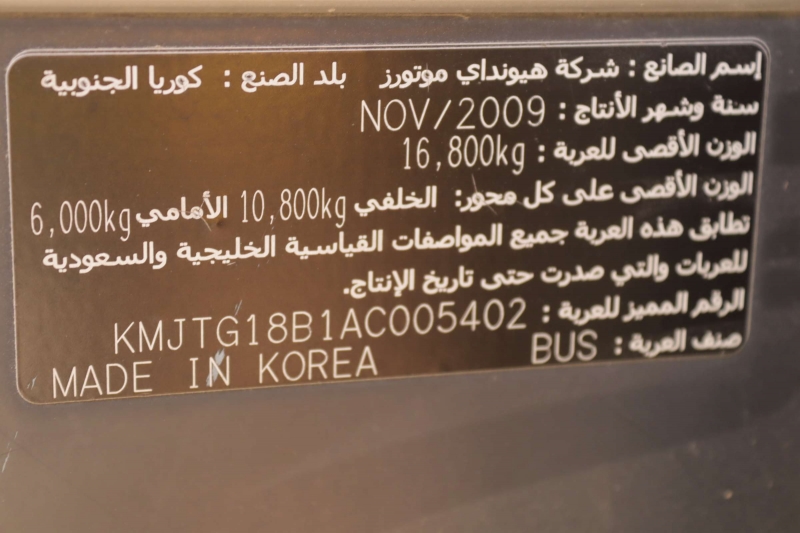 إسم الصانع : شركة هيونداي موتورز بلد الصنع : كوريا الجنوبية
سنة وشهر الأنتاج : NOV/2009
الوزن الأقصى للعربة : 16,800kg
الوزن الأقصى على كل محور: الخلفي 10,800kg الأمامي 6,000kg
تطابق هذه العربة جميع المواصفات القياسية الخليجية والسعودية
للعربات والتي صدرت حتى تاريخ الإنتاج.
الرقم المميز للعربة : KMJTG18B1AC005402
صنف العربة : BUS
MADE IN KOREA